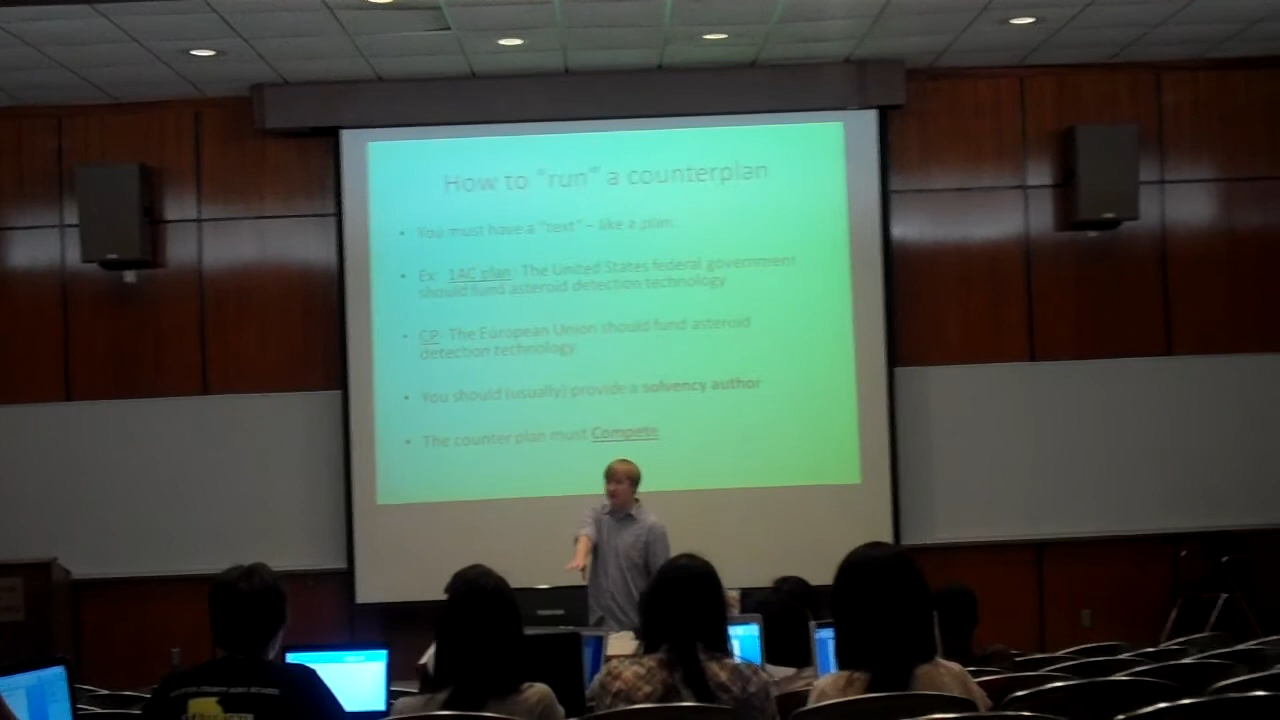 How to "run" a counterplan
• You must have a "text" – like a plan.
• Ex: 1AC plan: The United States federal government
should fund asteroid detection technology
• CP: The European Union should fund asteroid
detection technology
• You should (usually) provide a solvency author
• The counter plan must Compete
TOSHIBA